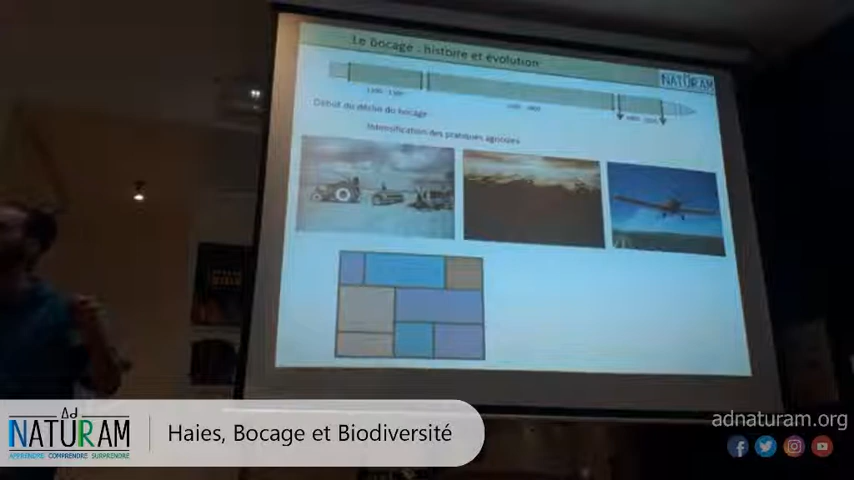 Le bocage : histoire et évolution
NATURAM
Début du déclin du bocage
Intensification des pratiques agricoles
Ad
NATURAM
APPRENDRE COMPRENDRE SURPRENDRE
Haies, Bocage et Biodiversité
adnaturam.org